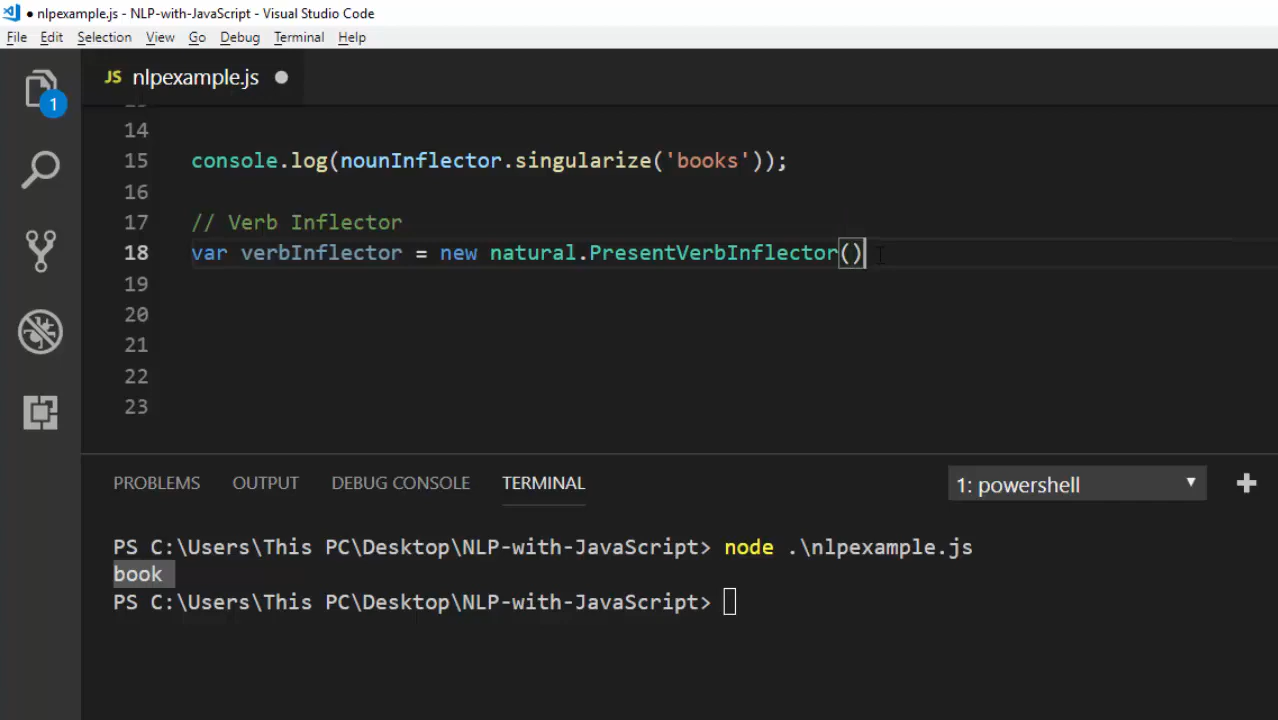 ● nlpexample.js - NLP-with-JavaScript - Visual Studio Code
File Edit Selection View Go Debug Terminal Help
JS nlpexample.js ●
1
14
15 console.log(nounInflector.singularize('books'));
16
17 // Verb Inflector
18 var verbInflector = new natural.PresentVerbInflector()
19
20
21
22
23
PROBLEMS OUTPUT DEBUG CONSOLE TERMINAL 1: powershell
PS C:\Users\This PC\Desktop\NLP-with-JavaScript> node .\nlpexample.js
book
PS C:\Users\This PC\Desktop\NLP-with-JavaScript>